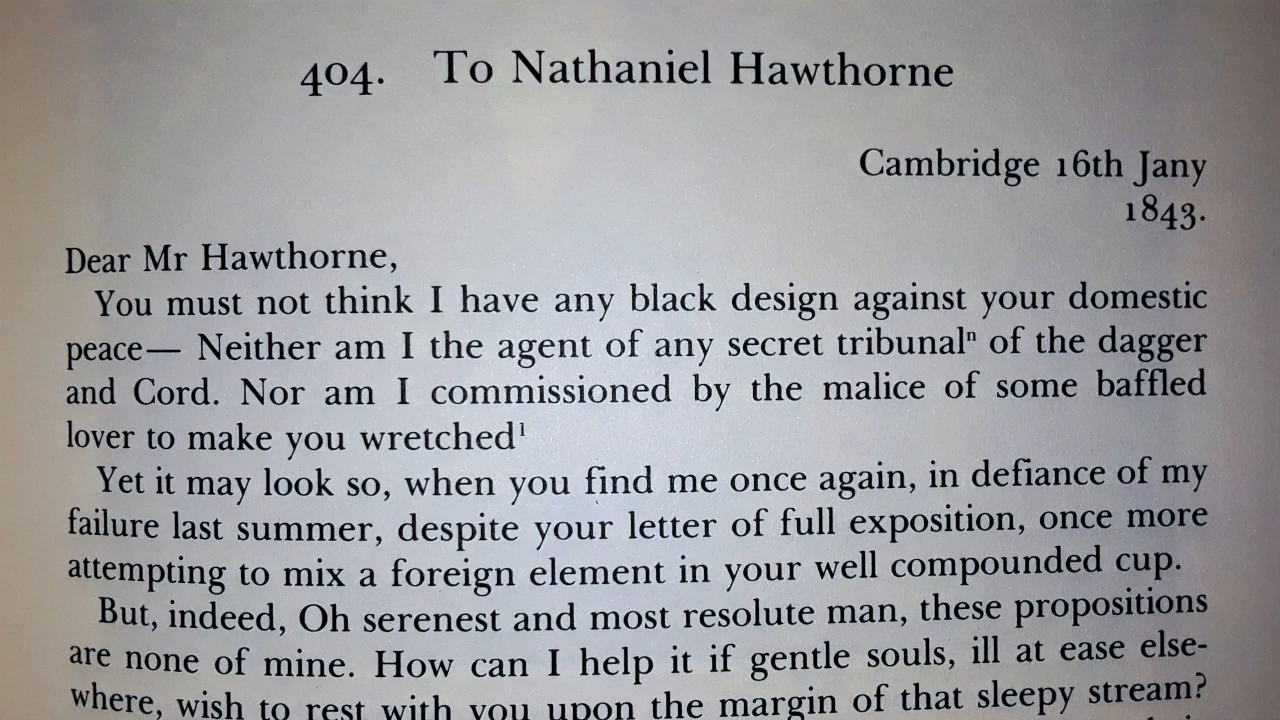 404. To Nathaniel Hawthorne
Cambridge 16th Jany
1843.
Dear Mr Hawthorne,
You must not think I have any black design against your domestic
peace— Neither am I the agent of any secret tribunalⁿ of the dagger
and Cord. Nor am I commissioned by the malice of some baffled
lover to make you wretched¹
Yet it may look so, when you find me once again, in defiance of my
failure last summer, despite your letter of full exposition, once more
attempting to mix a foreign element in your well compounded cup.
But, indeed, Oh serenest and most resolute man, these propositions
are none of mine. How can I help it if gentle souls, ill at ease else-
where, wish to rest with you upon the margin of that sleepy stream?